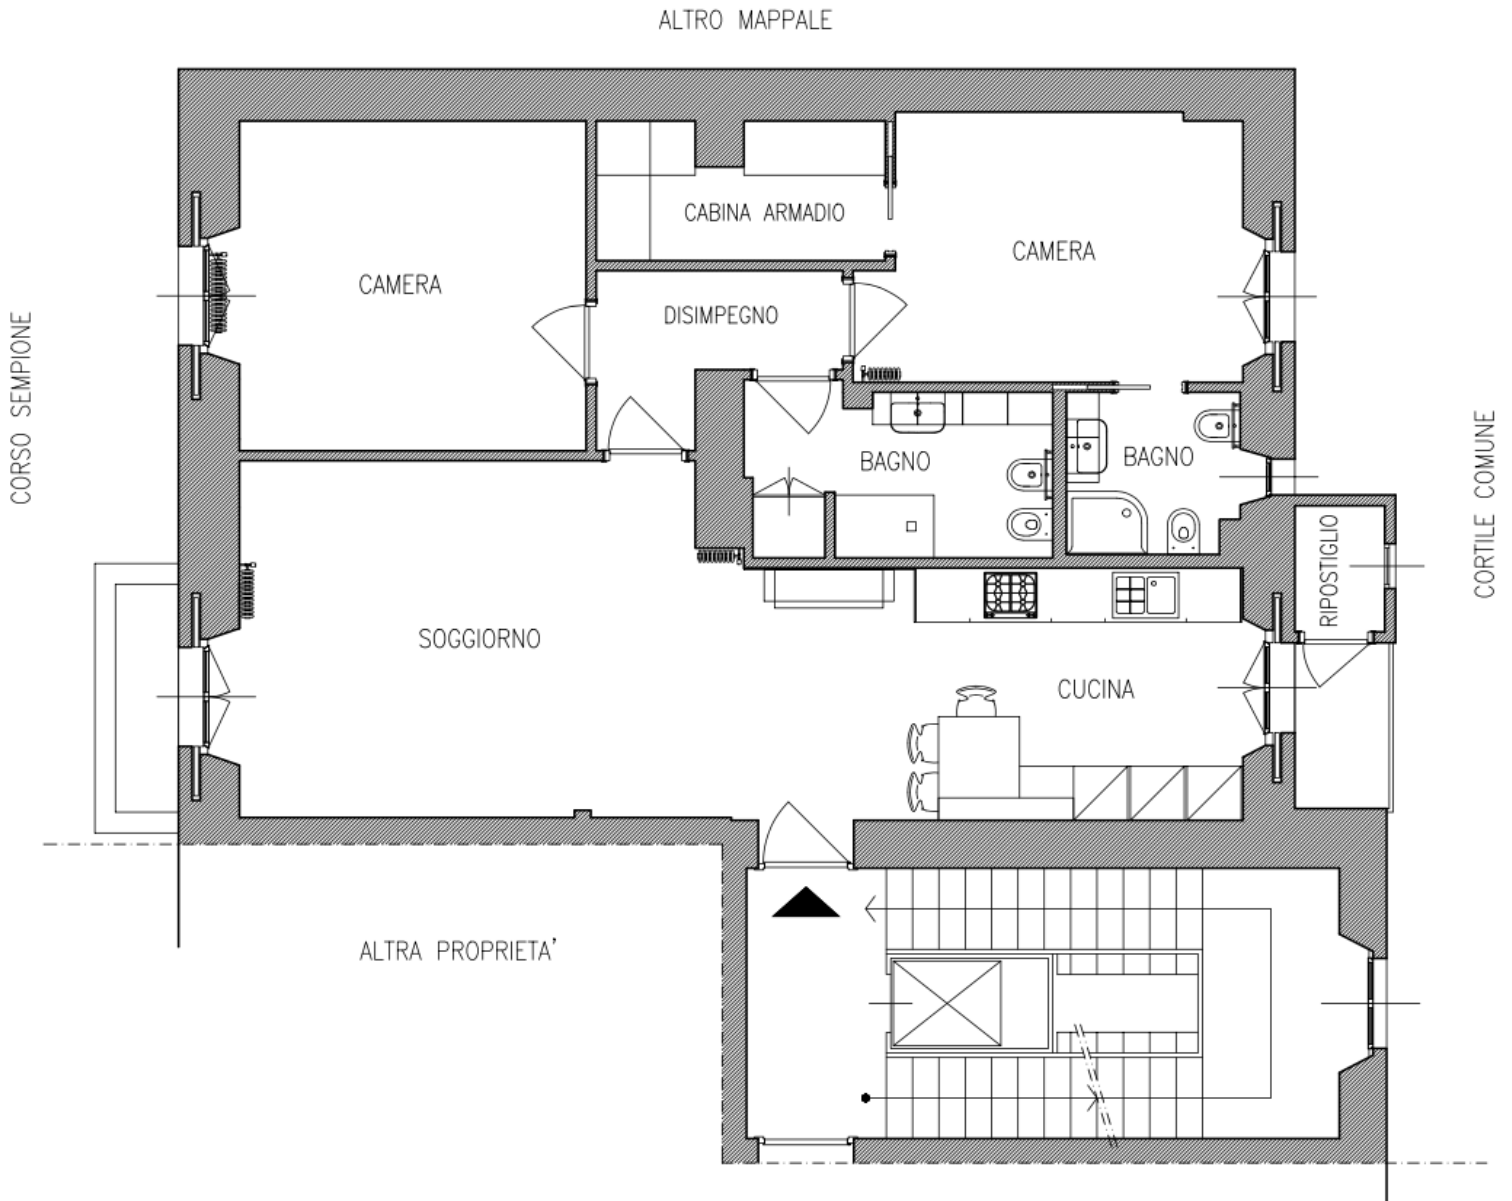 ALTRO MAPPALE
CABINA ARMADIO
CAMERA
CAMERA
DISIMPEGNO
CORSO SEMPIONE
BAGNO
BAGNO
CORTILE COMUNE
RIPOSTIGLIO
SOGGIORNO
CUCINA
ALTRA PROPRIETA'